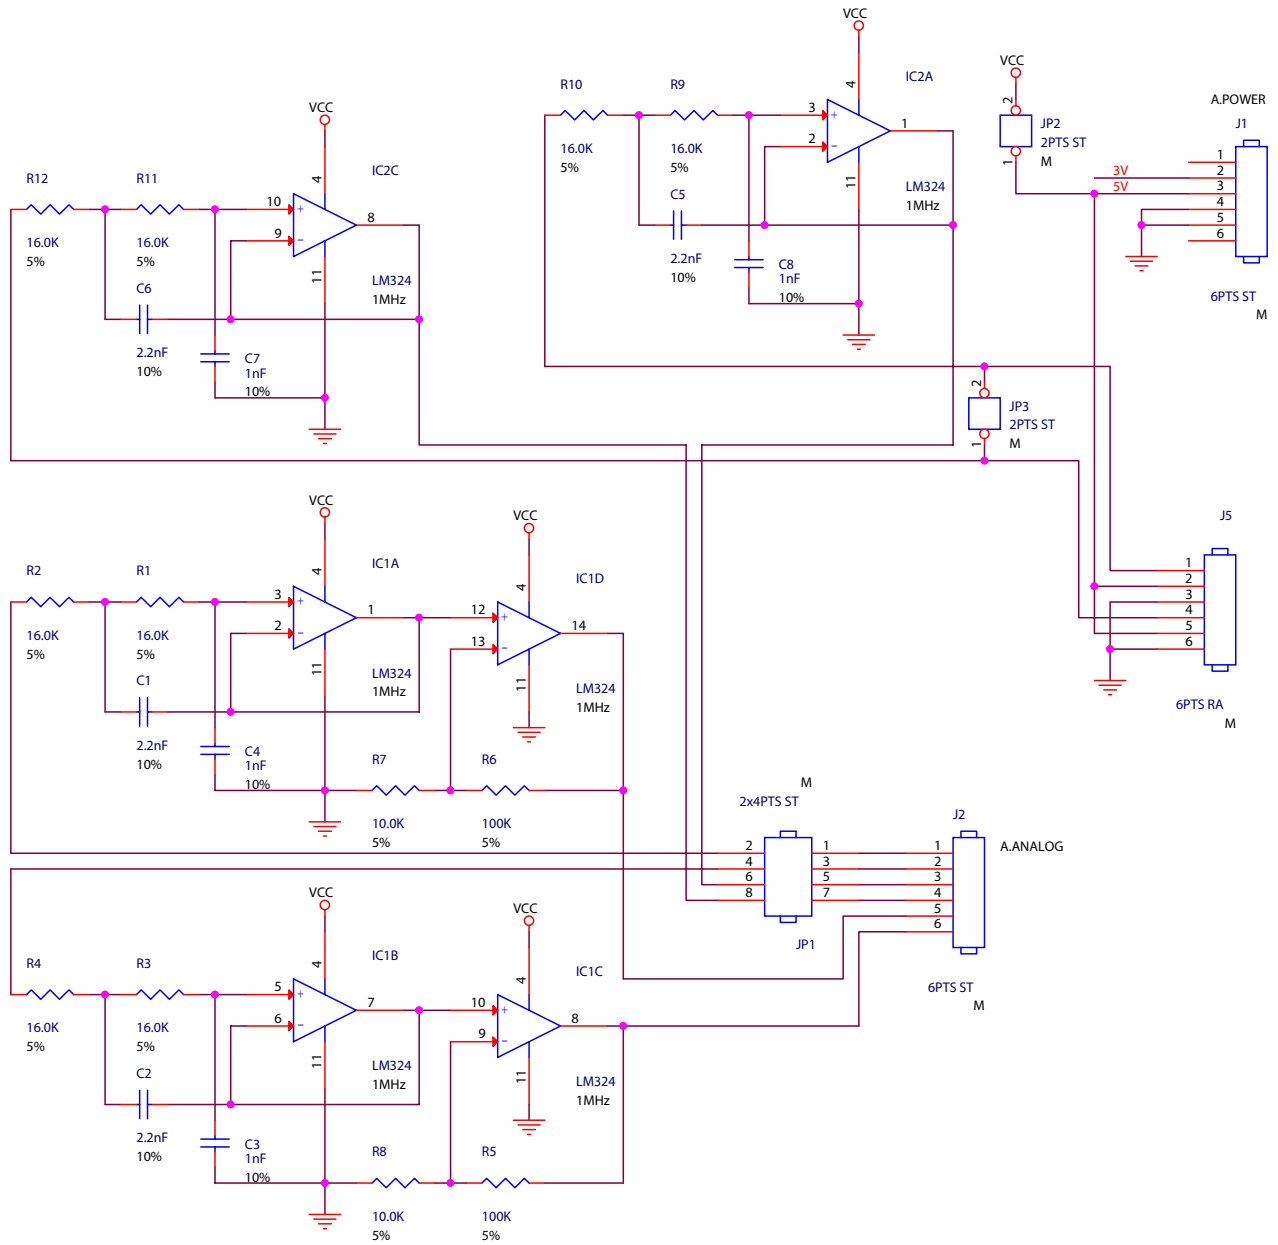 VCC
4
IC2A
R10
R9
3
+
1
2
−
16.0K
5%
16.0K
5%
11
C5
LM324
1MHz
2.2nF
10%
C8
1nF
10%
VCC
2
JP2
2PTS ST
M
1
A.POWER
J1
3V
5V
1
2
3
4
5
6
6PTS ST
M
VCC
4
IC2C
R12
R11
10
+
8
9
−
16.0K
5%
16.0K
5%
11
C6
LM324
1MHz
2.2nF
10%
C7
1nF
10%
2
JP3
2PTS ST
M
1
VCC
4
IC1A
R2
R1
3
+
1
2
−
16.0K
5%
16.0K
5%
11
C1
LM324
1MHz
2.2nF
10%
C4
1nF
10%
VCC
4
IC1D
12
+
14
13
−
11
LM324
1MHz
R7
R6
10.0K
5%
100K
5%
J5
1
2
3
4
5
6
6PTS RA
M
M
2x4PTS ST
2
4
6
8
1
3
5
7
JP1
J2
A.ANALOG
1
2
3
4
5
6
6PTS ST
M
VCC
4
IC1B
R4
R3
5
+
7
6
−
16.0K
5%
16.0K
5%
11
C2
LM324
1MHz
2.2nF
10%
C3
1nF
10%
VCC
4
IC1C
10
+
8
9
−
11
LM324
1MHz
R8
R5
10.0K
5%
100K
5%